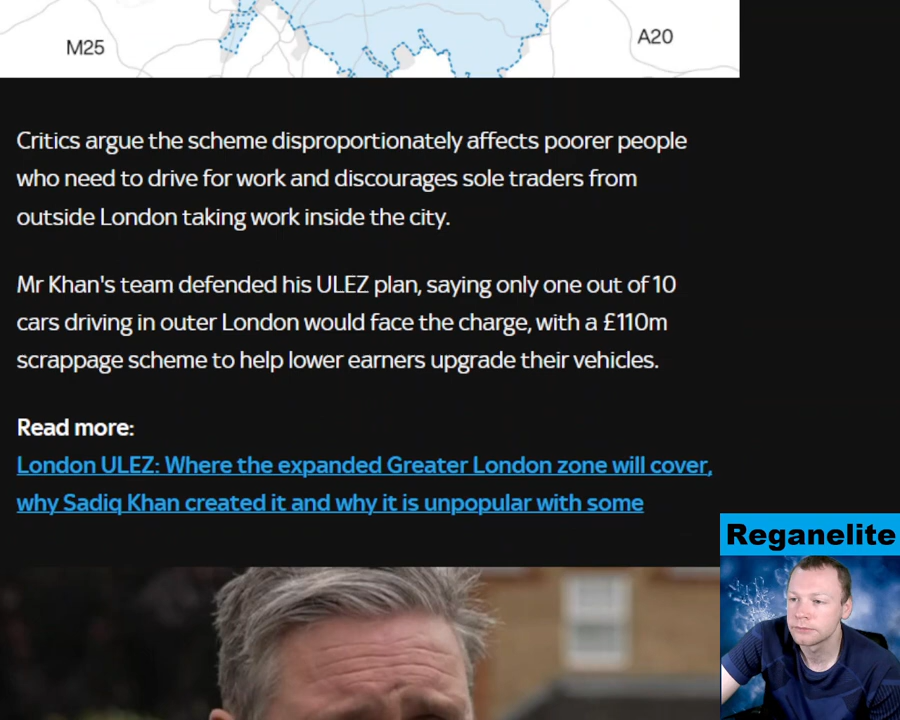 M25
A20
Critics argue the scheme disproportionately affects poorer people
who need to drive for work and discourages sole traders from
outside London taking work inside the city.
Mr Khan's team defended his ULEZ plan, saying only one out of 10
cars driving in outer London would face the charge, with a £110m
scrappage scheme to help lower earners upgrade their vehicles.
Read more:
London ULEZ: Where the expanded Greater London zone will cover,
why Sadiq Khan created it and why it is unpopular with some
Reganelite